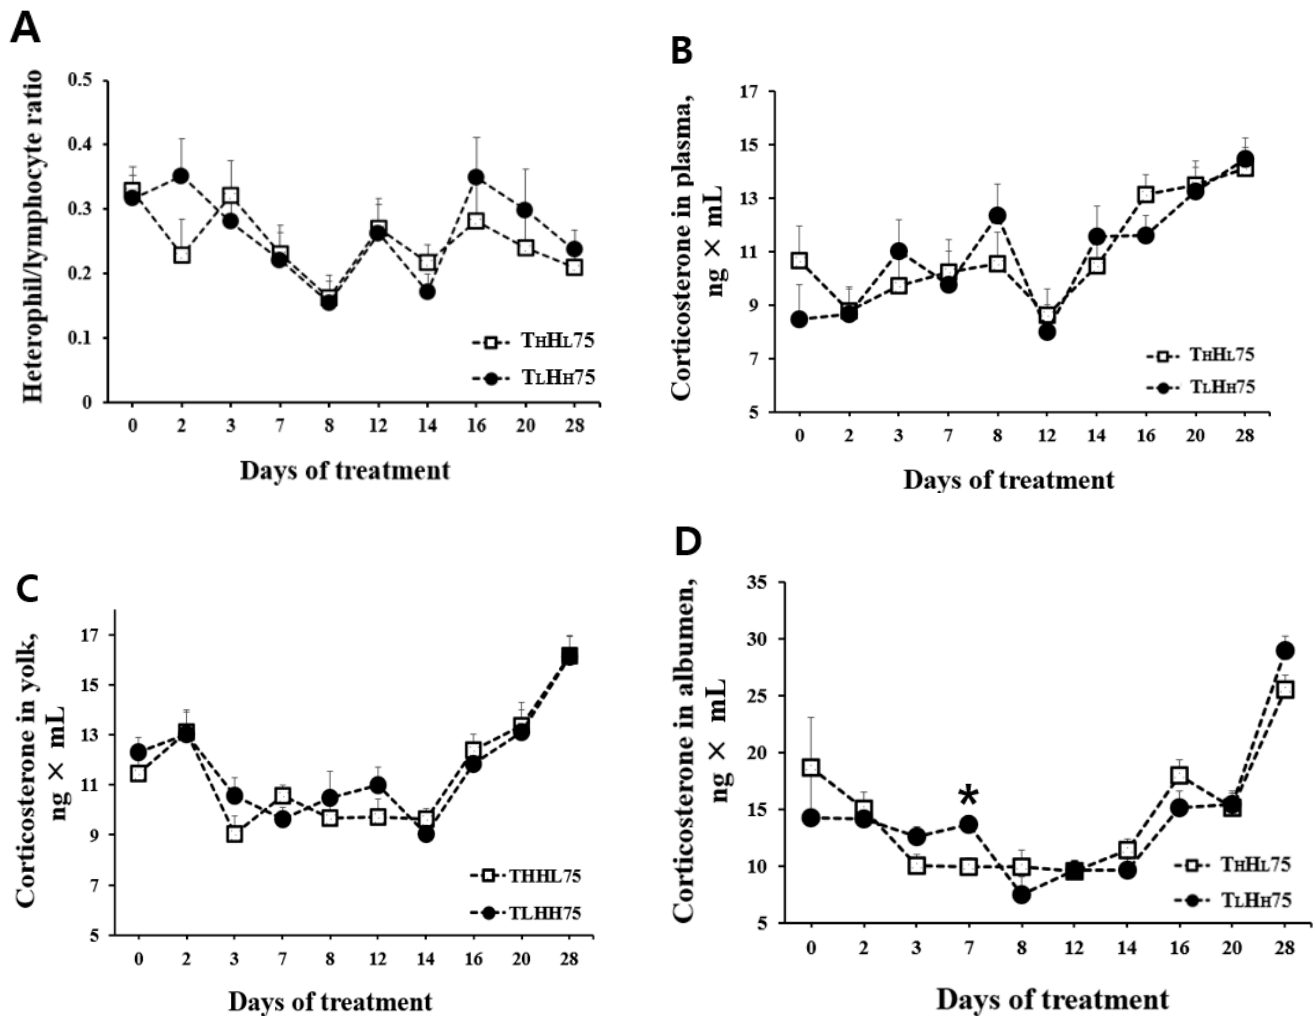 A
Heterophil/lymphocyte ratio
0.5
0.4
0.3
0.2
0.1
0
THHL75
TLHH75
0 2 3 7 8 12 14 16 20 28
Days of treatment
B
Corticosterone in plasma,
ng × mL
17
15
13
11
9
7
5
THHL75
TLHH75
0 2 3 7 8 12 14 16 20 28
Days of treatment
C
Corticosterone in yolk,
ng × mL
17
15
13
11
9
7
5
THHL75
TLHH75
0 2 3 7 8 12 14 16 20 28
Days of treatment
D
Corticosterone in albumen,
ng × mL
35
30
25
20
15
10
5
*
THHL75
TLHH75
0 2 3 7 8 12 14 16 20 28
Days of treatment